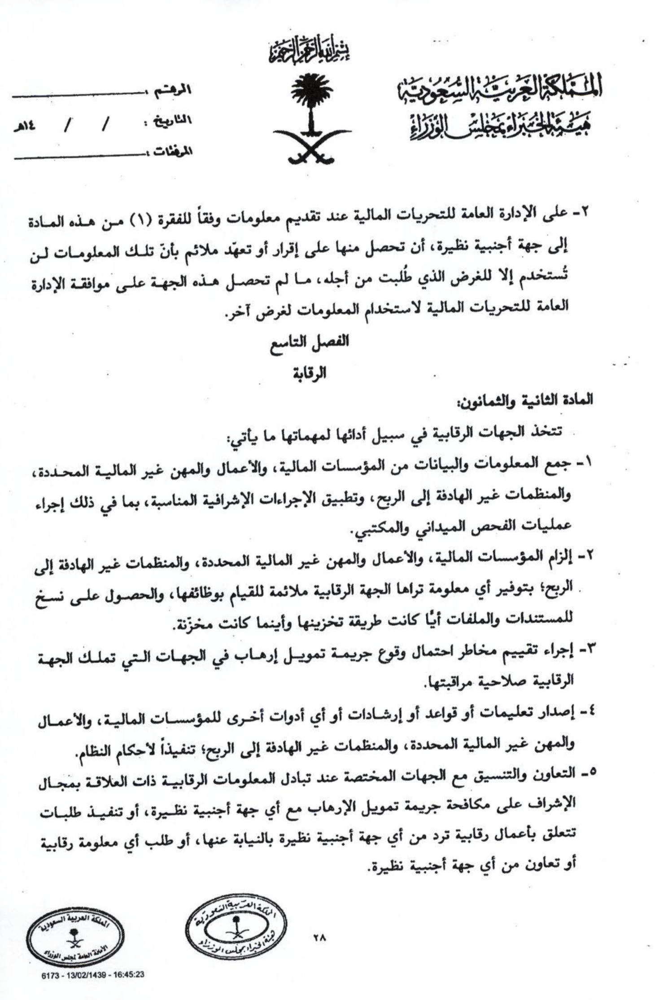 بسم الله الرحمن الرحيم
المملكة العربية السعودية
هيئة الخبراء بمجلس الوزراء
الرقم :
التاريخ : / / ١٤هـ
المرفقات :
٢- على الإدارة العامة للتحريات المالية عند تقديم معلومات وفقاً للفقرة (١) من هذه المادة
إلى جهة أجنبية نظيرة، أن تحصل منها على إقرار أو تعهّد ملائم بأنّ تلك المعلومات لن
تُستخدم إلا للغرض الذي طُلبت من أجله، ما لم تحصل هذه الجهة على موافقة الإدارة
العامة للتحريات المالية لاستخدام المعلومات لغرض آخر.
الفصل التاسع
الرقابة
المادة الثانية والثمانون:
تتخذ الجهات الرقابية في سبيل أدائها لمهماتها ما يأتي:
١- جمع المعلومات والبيانات من المؤسسات المالية، والأعمال والمهن غير المالية المحددة،
والمنظمات غير الهادفة إلى الربح، وتطبيق الإجراءات الإشرافية المناسبة، بما في ذلك إجراء
عمليات الفحص الميداني والمكتبي.
٢- إلزام المؤسسات المالية، والأعمال والمهن غير المالية المحددة، والمنظمات غير الهادفة إلى
الربح؛ بتوفير أي معلومة تراها الجهة الرقابية ملائمة للقيام بوظائفها، والحصول على نسخ
للمستندات والملفات أيًّا كانت طريقة تخزينها وأينما كانت مخزّنة.
٣- إجراء تقييم مخاطر احتمال وقوع جريمة تمويل إرهاب في الجهات التي تملك الجهة
الرقابية صلاحية مراقبتها.
٤- إصدار تعليمات أو قواعد أو إرشادات أو أي أدوات أخرى للمؤسسات المالية، والأعمال
والمهن غير المالية المحددة، والمنظمات غير الهادفة إلى الربح؛ تنفيذاً لأحكام النظام.
٥- التعاون والتنسيق مع الجهات المختصة عند تبادل المعلومات الرقابية ذات العلاقة بمجال
الإشراف على مكافحة جريمة تمويل الإرهاب مع أي جهة أجنبية نظيرة، أو تنفيذ طلبات
تتعلق بأعمال رقابية ترد من أي جهة أجنبية نظيرة بالنيابة عنها، أو طلب أي معلومة رقابية
أو تعاون من أي جهة أجنبية نظيرة.
المملكة العربية السعودية
هيئة الخبراء بمجلس الوزراء
٢٨
المملكة العربية السعودية
الأمانة العامة لمجلس الوزراء
6173 - 13/02/1439 - 16:45:23